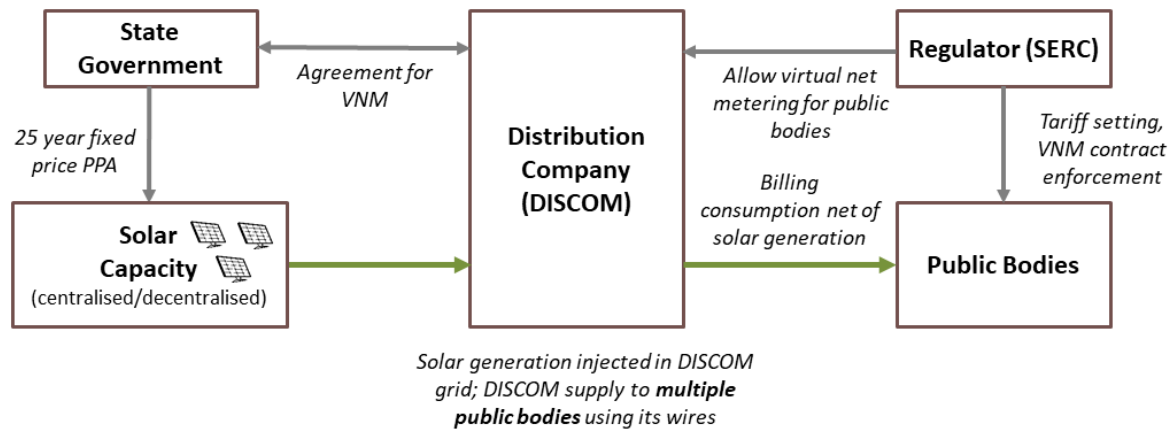 State
Government
Agreement for
VNM
Distribution
Company
(DISCOM)
Regulator (SERC)
Allow virtual net
metering for public
bodies
25 year fixed
price PPA
Tariff setting,
VNM contract
enforcement
Solar
Capacity
(centralised/decentralised)
Billing
consumption net of
solar generation
Public Bodies
Solar generation injected in DISCOM
grid; DISCOM supply to multiple
public bodies using its wires